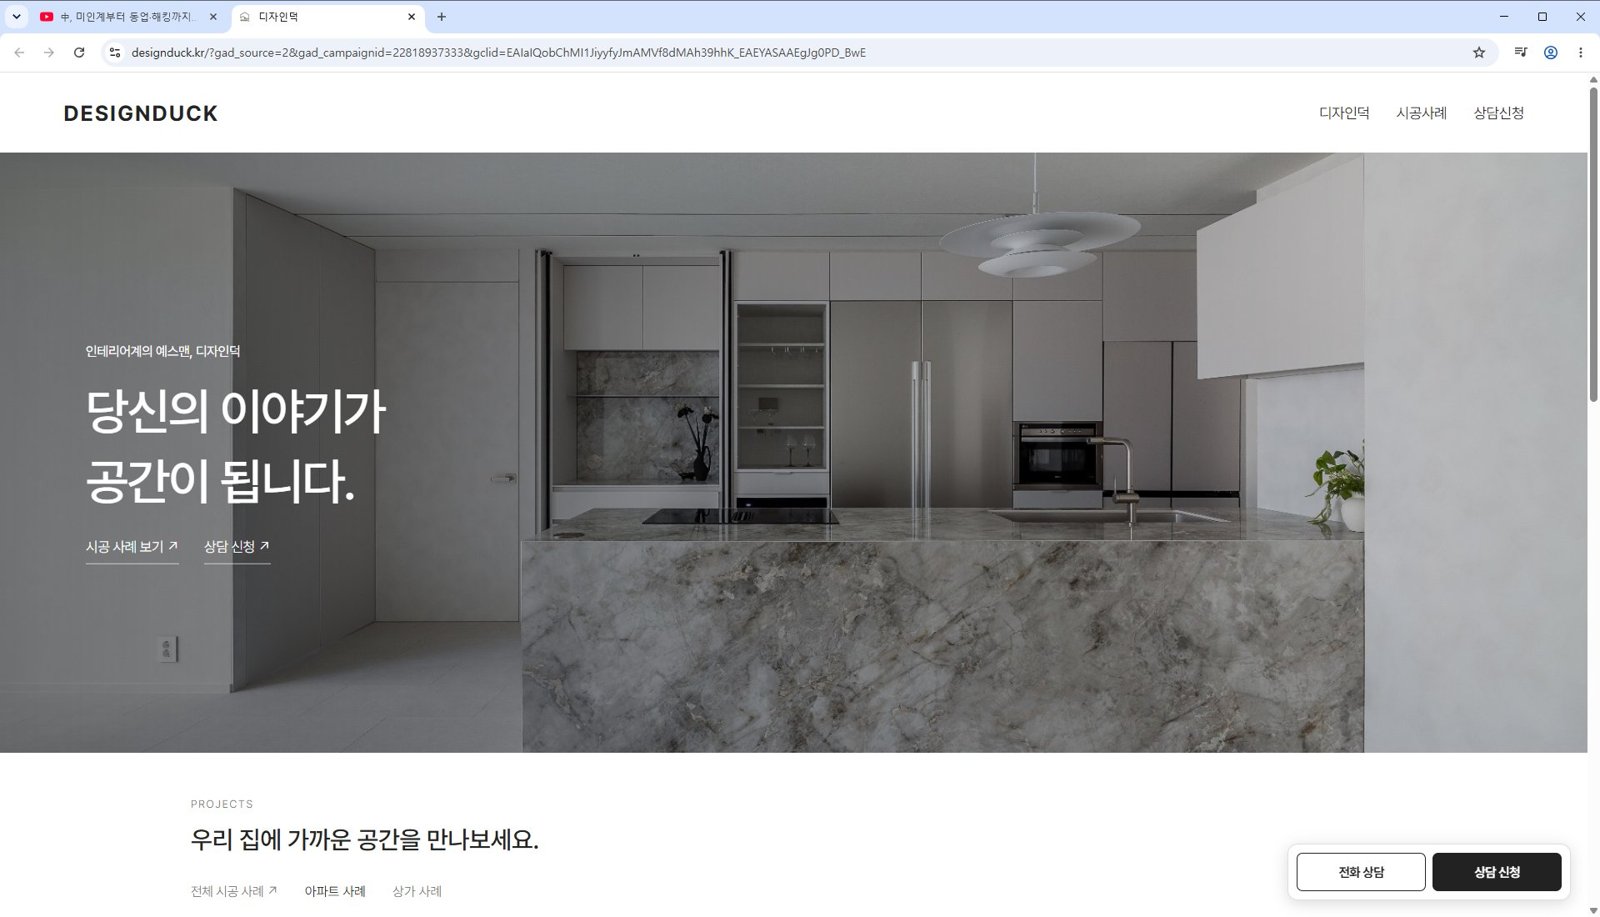 中, 미인계부터 동업·해킹까지...
디자인덕
designduck.kr/?gad_source=2&gad_campaignid=22818937333&gclid=EAIaIQobChMI1JiyyfyJmAMVf8dMAh39hhK_EAEYASAAEgJg0PD_BwE
DESIGNDUCK
디자인덕
시공사례
상담신청
인테리어계의 예스맨, 디자인덕
당신의 이야기가
공간이 됩니다.
시공 사례 보기 ↗
상담 신청 ↗
PROJECTS
우리 집에 가까운 공간을 만나보세요.
전체 시공 사례 ↗
아파트 사례
상가 사례
전화 상담
상담 신청